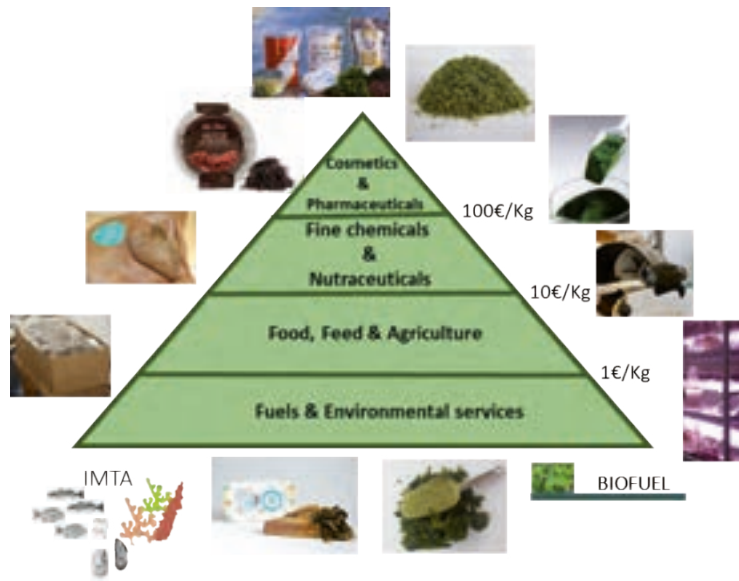 Cosmetics
&
Pharmaceuticals
100€/Kg
Fine chemicals
&
Nutraceuticals
10€/Kg
Food, Feed & Agriculture
1€/Kg
Fuels & Environmental services
IMTA
BIOFUEL